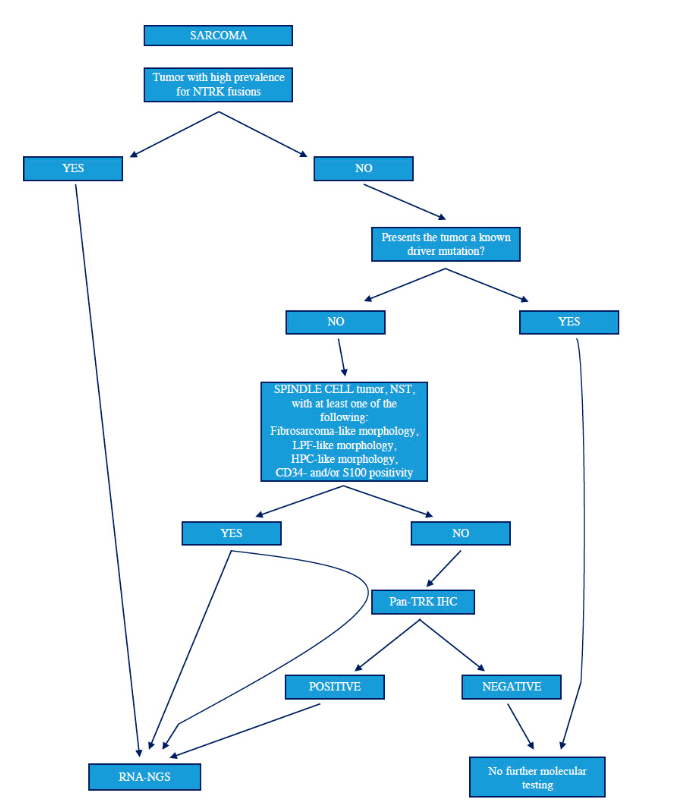 SARCOMA
Tumor with high prevalence
for NTRK fusions
YES
NO
Presents the tumor a known
driver mutation?
NO
YES
SPINDLE CELL tumor, NST,
with at least one of the
following:
Fibrosarcoma-like morphology,
LPF-like morphology,
HPC-like morphology,
CD34- and/or S100 positivity
YES
NO
Pan-TRK IHC
POSITIVE
NEGATIVE
RNA-NGS
No further molecular
testing